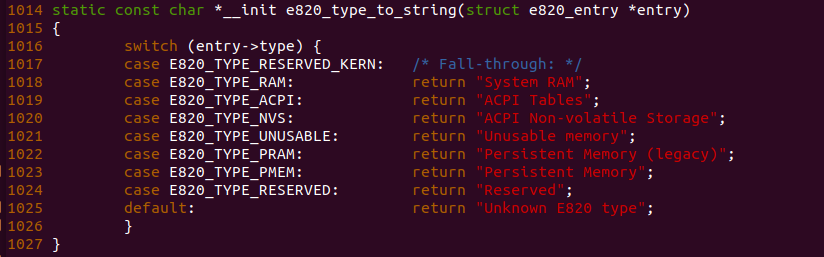 1014 static const char *__init e820_type_to_string(struct e820_entry *entry)
1015 {
1016         switch (entry->type) {
1017         case E820_TYPE_RESERVED_KERN:   /* Fall-through: */
1018         case E820_TYPE_RAM:             return "System RAM";
1019         case E820_TYPE_ACPI:            return "ACPI Tables";
1020         case E820_TYPE_NVS:             return "ACPI Non-volatile Storage";
1021         case E820_TYPE_UNUSABLE:        return "Unusable memory";
1022         case E820_TYPE_PRAM:            return "Persistent Memory (legacy)";
1023         case E820_TYPE_PMEM:            return "Persistent Memory";
1024         case E820_TYPE_RESERVED:        return "Reserved";
1025         default:                        return "Unknown E820 type";
1026         }
1027 }